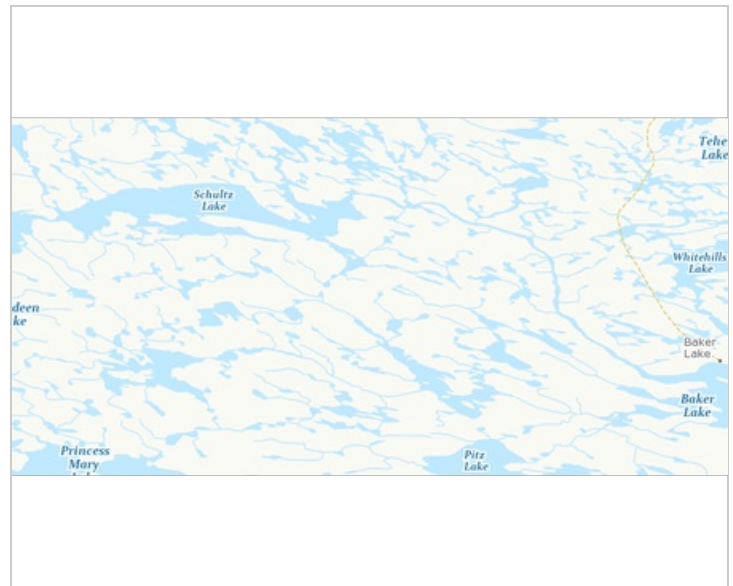 Tehe
Lake
Schultz
Lake
Whitehills
Lake
deen
ke
Baker
Lake
Baker
Lake
Princess
Mary
Pitz
Lake